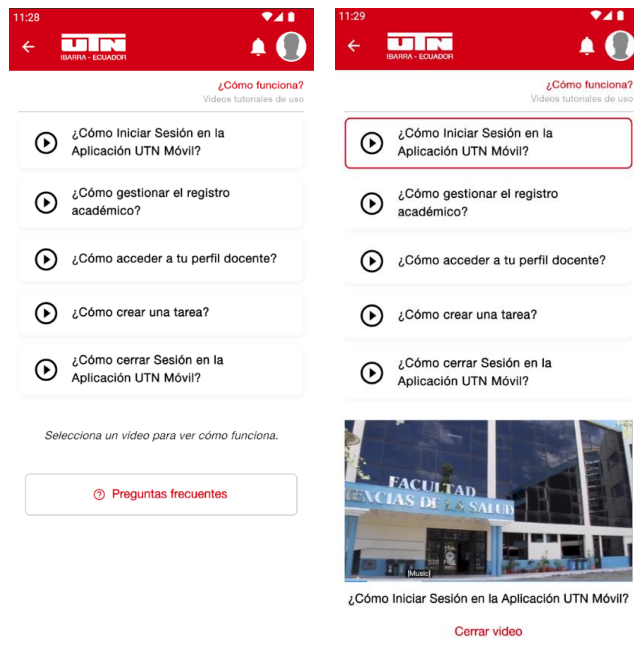 11:28
UTN
IBARRA - ECUADOR
¿Cómo funciona?
Videos tutoriales de uso
¿Cómo Iniciar Sesión en la
Aplicación UTN Móvil?
¿Cómo gestionar el registro
académico?
¿Cómo acceder a tu perfil docente?
¿Cómo crear una tarea?
¿Cómo cerrar Sesión en la
Aplicación UTN Móvil?
Selecciona un video para ver cómo funciona.
Preguntas frecuentes
11:29
UTN
IBARRA - ECUADOR
¿Cómo funciona?
Videos tutoriales de uso
¿Cómo Iniciar Sesión en la
Aplicación UTN Móvil?
¿Cómo gestionar el registro
académico?
¿Cómo acceder a tu perfil docente?
¿Cómo crear una tarea?
¿Cómo cerrar Sesión en la
Aplicación UTN Móvil?
FACULTAD
ENCIAS DE LA SALUD
[Music]
¿Cómo Iniciar Sesión en la Aplicación UTN Móvil?
Cerrar video